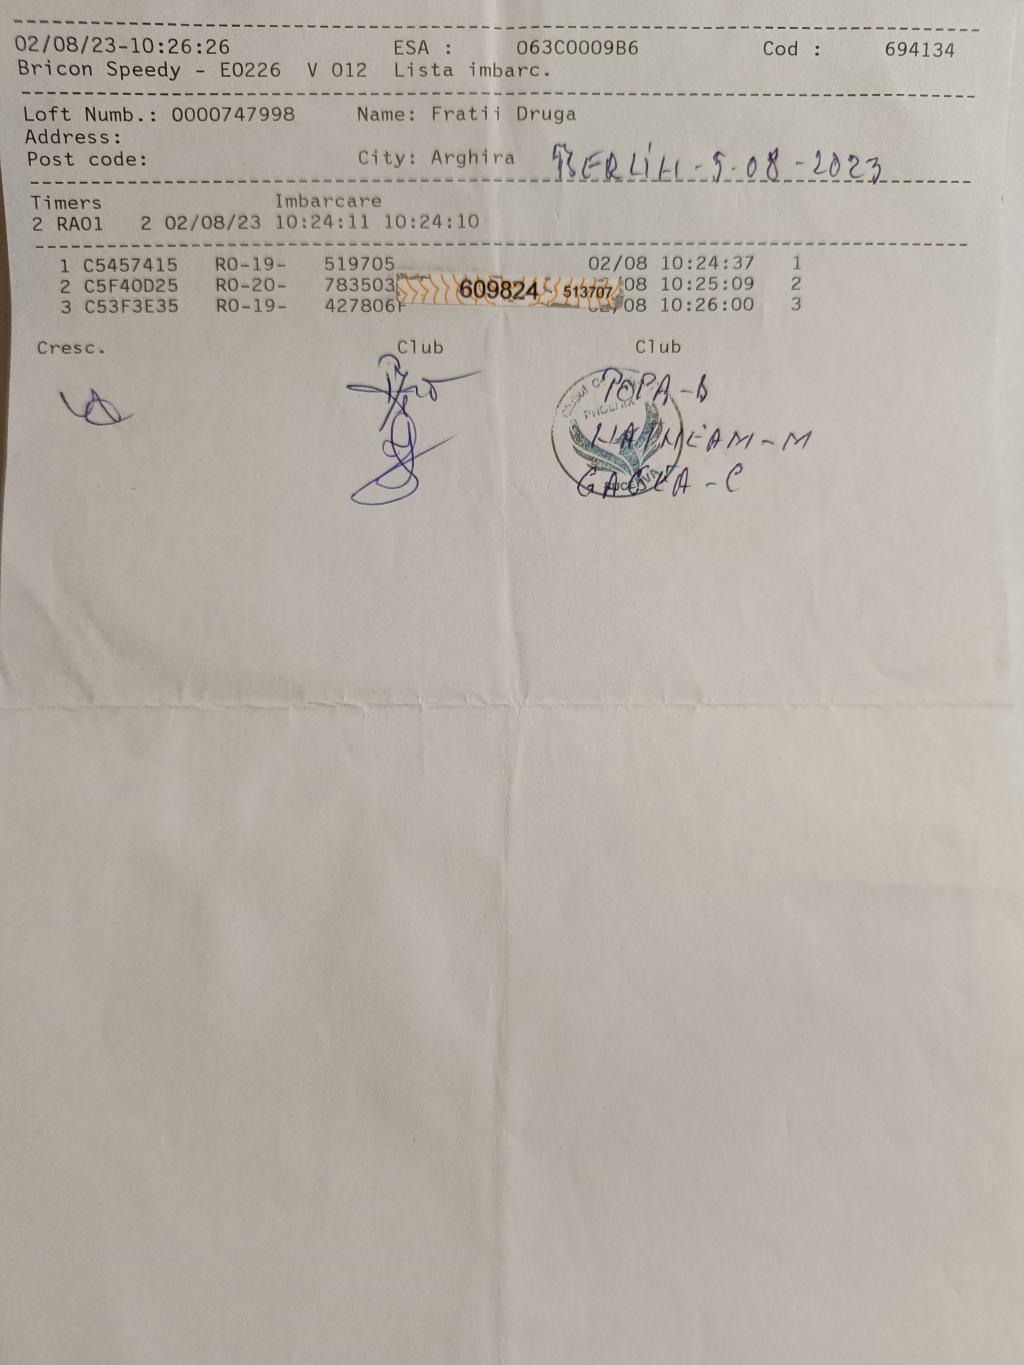 02/08/23-10:26:26 ESA : 063C0009B6 Cod : 694134
Bricon Speedy - E0226 V 012 Lista imbarc.
Loft Numb.: 0000747998 Name: Fratii Druga
Address:
Post code: City: Arghira BERLIN-5-08-2023
Timers Imbarcare
2 RA01 2 02/08/23 10:24:11 10:24:10
1 C5457415 RO-19- 519705 02/08 10:24:37 1
2 C5F40D25 RO-20- 783503 609824 513707 /08 10:25:09 2
3 C53F3E35 RO-19- 427806F /08 10:26:00 3
Cresc. Club Club
POPA-B
PHOENIX
SUCEAVA